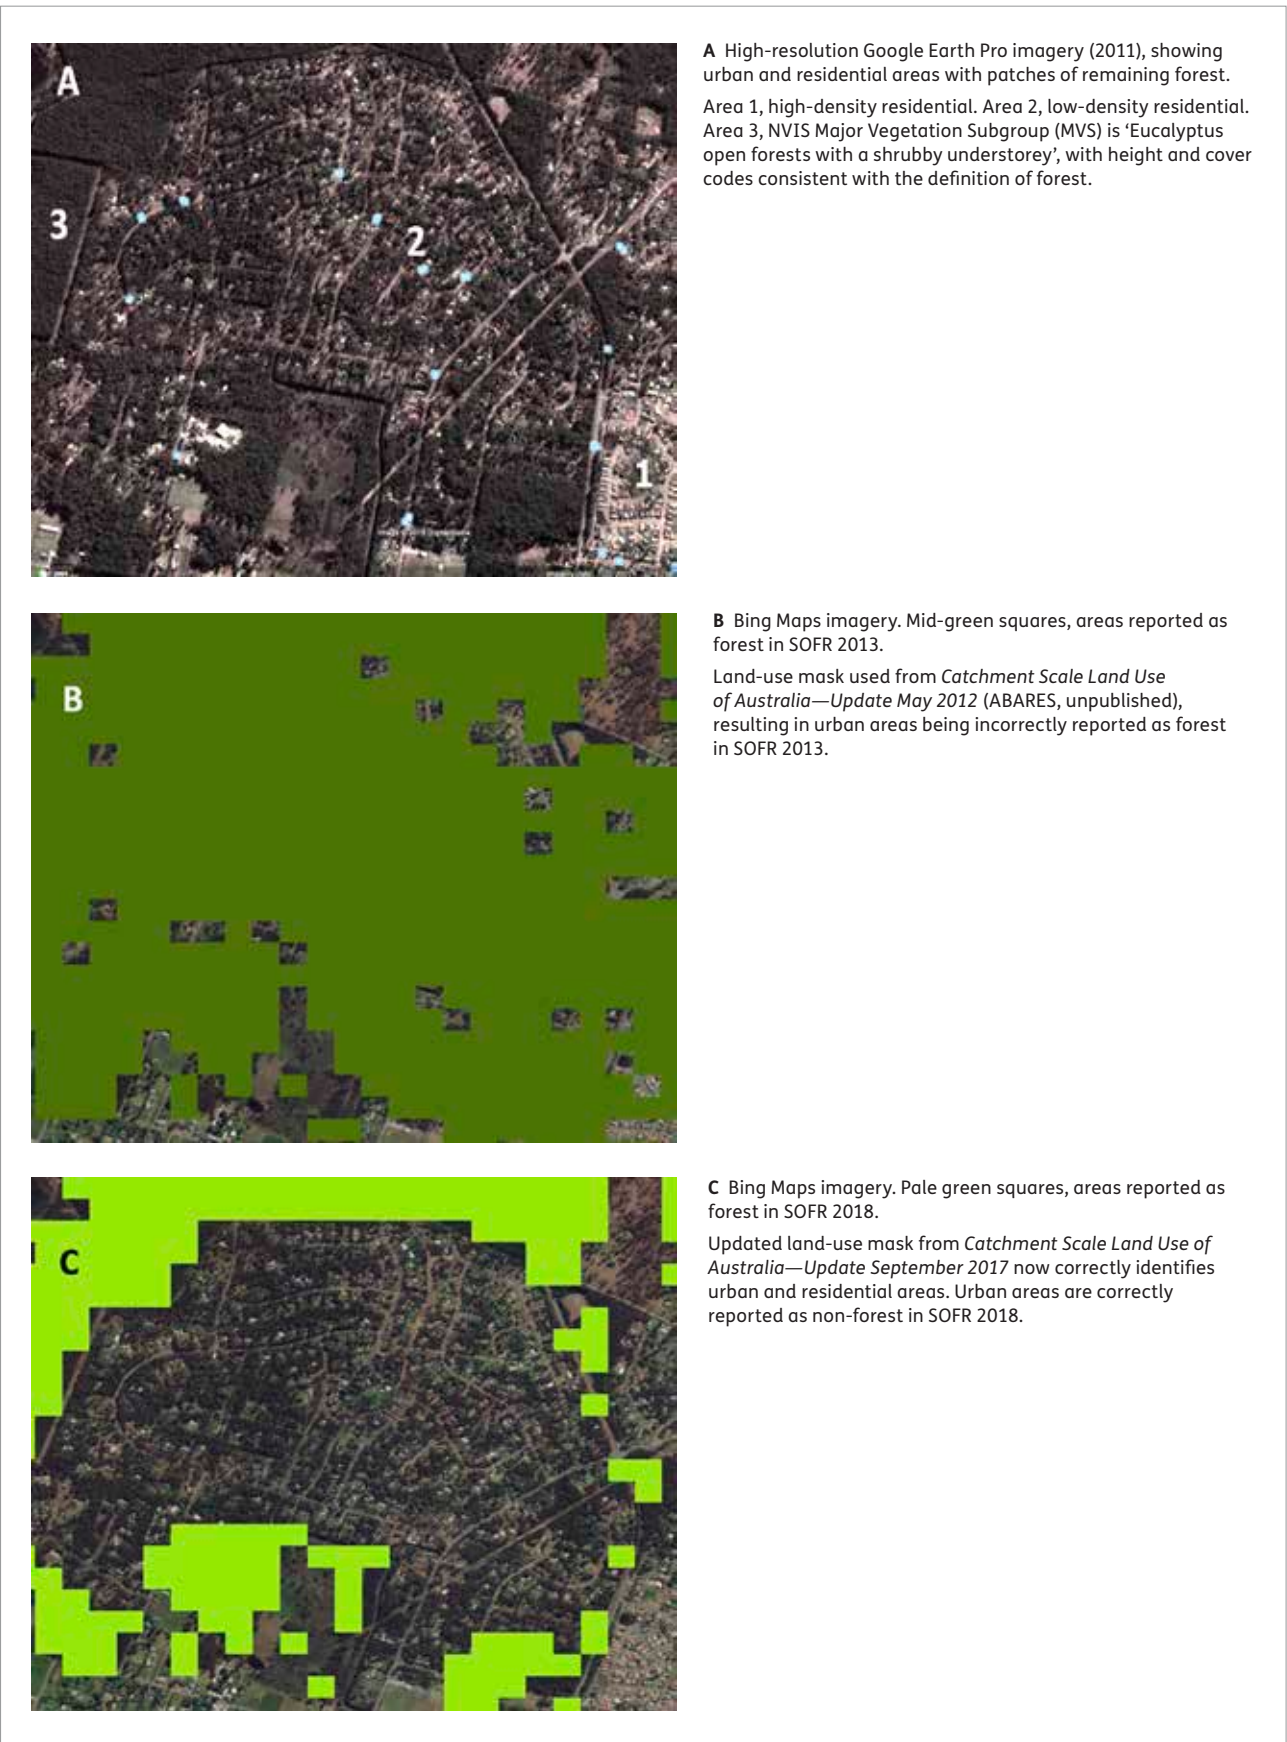 A
3
2
1
A High-resolution Google Earth Pro imagery (2011), showing
urban and residential areas with patches of remaining forest.
Area 1, high-density residential. Area 2, low-density residential.
Area 3, NVIS Major Vegetation Subgroup (MVS) is ‘Eucalyptus
open forests with a shrubby understorey’, with height and cover
codes consistent with the definition of forest.
B
B Bing Maps imagery. Mid-green squares, areas reported as
forest in SOFR 2013.
Land-use mask used from Catchment Scale Land Use
of Australia—Update May 2012 (ABARES, unpublished),
resulting in urban areas being incorrectly reported as forest
in SOFR 2013.
C
C Bing Maps imagery. Pale green squares, areas reported as
forest in SOFR 2018.
Updated land-use mask from Catchment Scale Land Use of
Australia—Update September 2017 now correctly identifies
urban and residential areas. Urban areas are correctly
reported as non-forest in SOFR 2018.